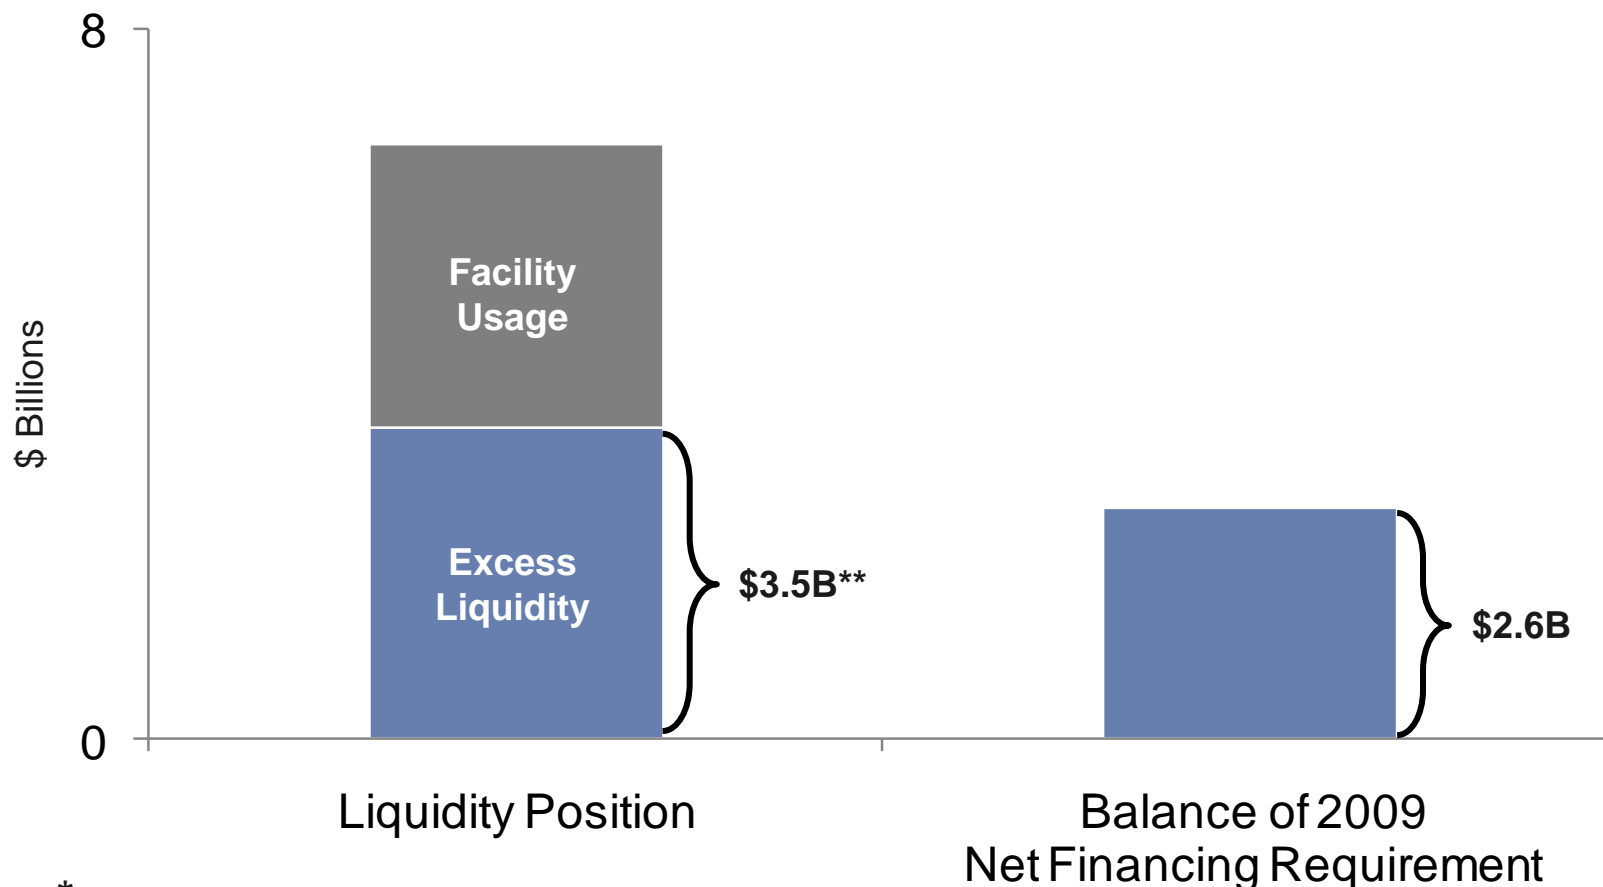 8
$ Billions
Facility
Usage
Excess
Liquidity
$3.5B**
$2.6B
0
Liquidity Position
Balance of 2009
Net Financing Requirement
*